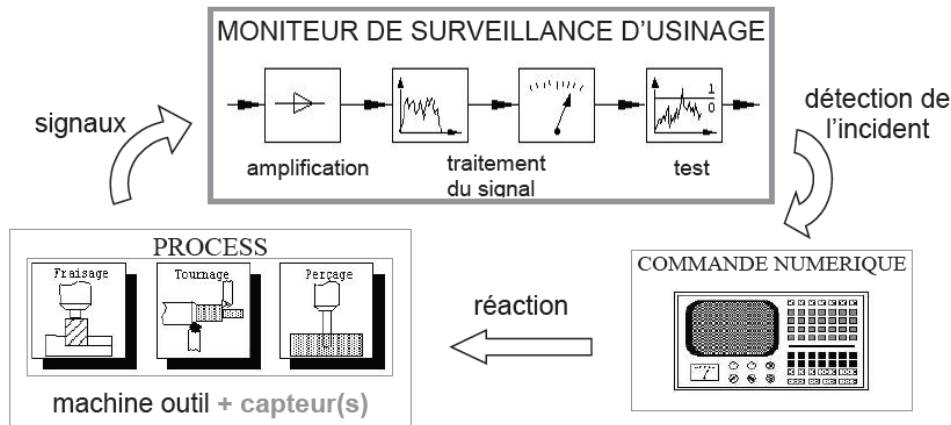 MONITEUR DE SURVEILLANCE D'USINAGE
1
0
amplification
traitement
du signal
test
signaux
détection de
l'incident
PROCESS
Fraisage
Tournage
Perçage
machine outil + capteur(s)
réaction
COMMANDE NUMERIQUE